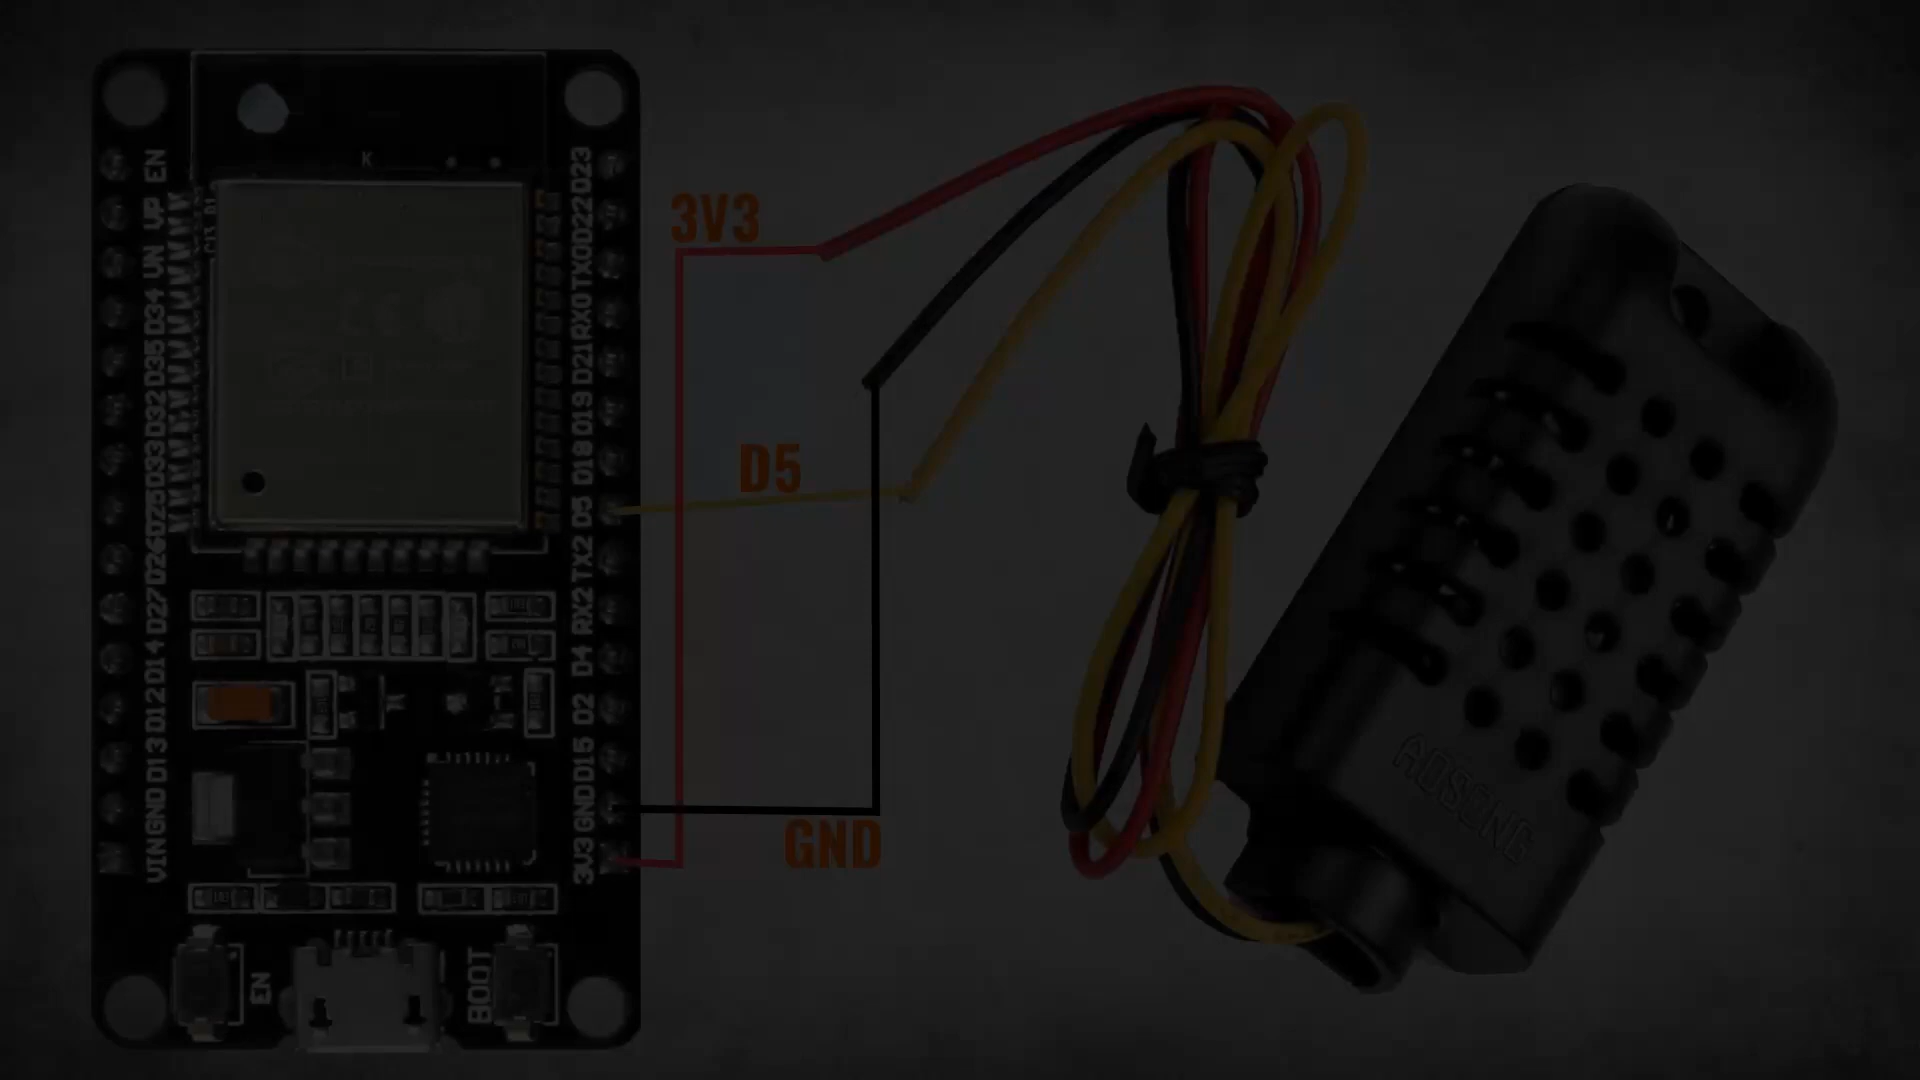 K
EN
VP
VN
D34
D35
D32
D33
D25
D26
D27
D14
D12
D13
GND
VIN
D23
D22
TX0
RX0
D21
D19
D18
D5
TX2
RX2
D4
D2
D15
GND
3V3
3V3
D5
GND
EN
BOOT
AOSONG